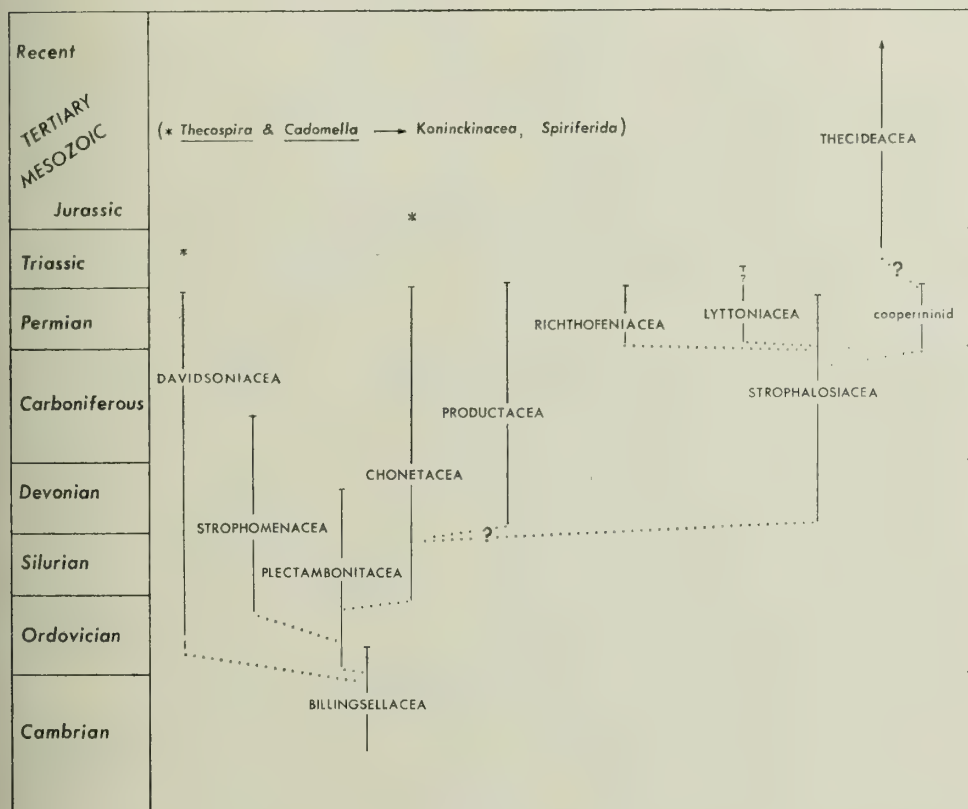 Recent
TERTIARY
MESOZOIC
(* Thecospira & Cadomella → Koninckinacea, Spiriferida)
THECIDEACEA
Jurassic
*
Triassic
*
?
?
Permian
RICHTHOFENIACEA
LYTTONIACEA
cooperininid
DAVIDSONIACEA
STROPHALOSIACEA
Carboniferous
PRODUCTACEA
CHONETACEA
Devonian
STROPHOMENACEA
?
Silurian
PLECTAMBONITACEA
Ordovician
BILLINGSELLACEA
Cambrian